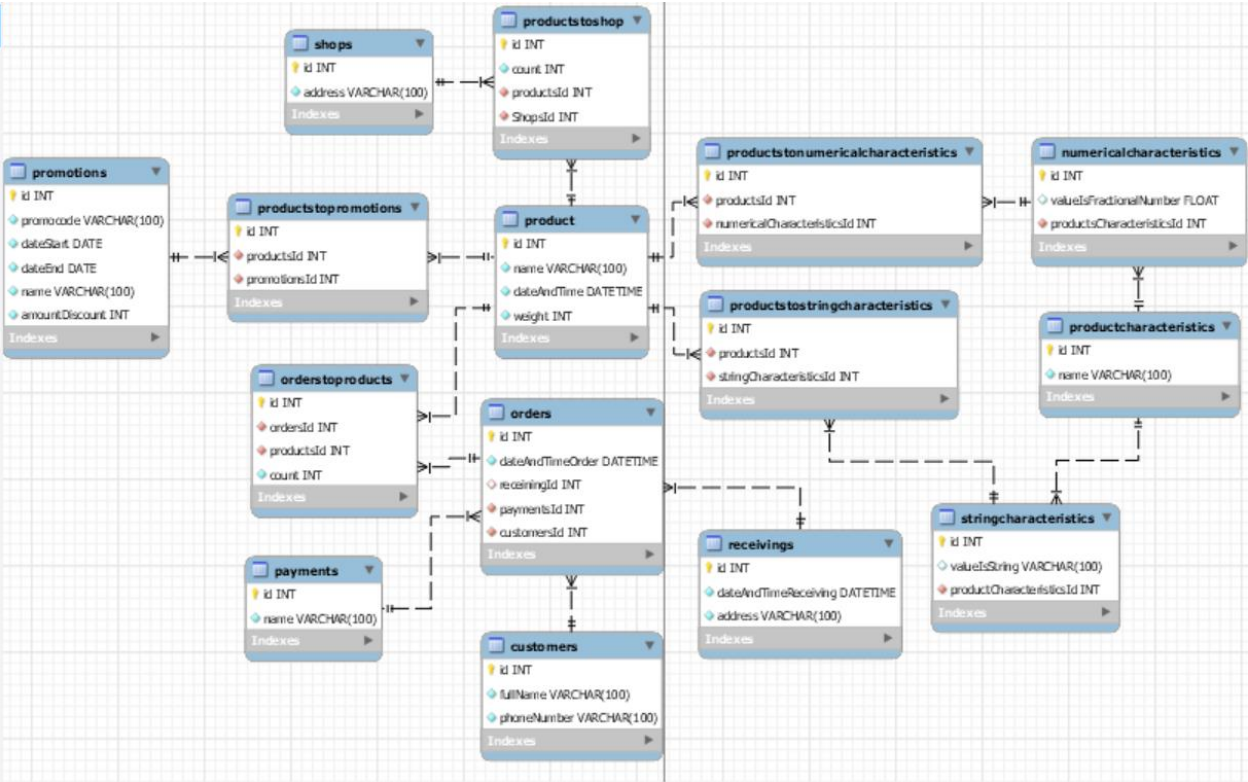 productstoshop
id INT
count INT
productsId INT
ShopsId INT
Indexes
shops
id INT
address VARCHAR(100)
Indexes
promotions
id INT
promocode VARCHAR(100)
dateStart DATE
dateEnd DATE
name VARCHAR(100)
amountDiscount INT
Indexes
productstopromotions
id INT
productsId INT
promotionsId INT
Indexes
product
id INT
name VARCHAR(100)
dateAndTime DATETIME
weight INT
Indexes
productstonumericalcharacteristics
id INT
productsId INT
numericalCharacteristicsId INT
Indexes
numericalcharacteristics
id INT
valueIsFractionalNumber FLOAT
productsCharacteristicsId INT
Indexes
productstostringcharacteristics
id INT
productsId INT
stringCharacteristicsId INT
Indexes
productcharacteristics
id INT
name VARCHAR(100)
Indexes
orderstoproducts
id INT
ordersId INT
productsId INT
count INT
Indexes
orders
id INT
dateAndTimeOrder DATETIME
receiningId INT
paymentsId INT
customersId INT
Indexes
payments
id INT
name VARCHAR(100)
Indexes
receivings
id INT
dateAndTimeReceiving DATETIME
address VARCHAR(100)
Indexes
stringcharacteristics
id INT
valueIsString VARCHAR(100)
productCharacteristicsId INT
Indexes
customers
id INT
fullName VARCHAR(100)
phoneNumber VARCHAR(100)
Indexes